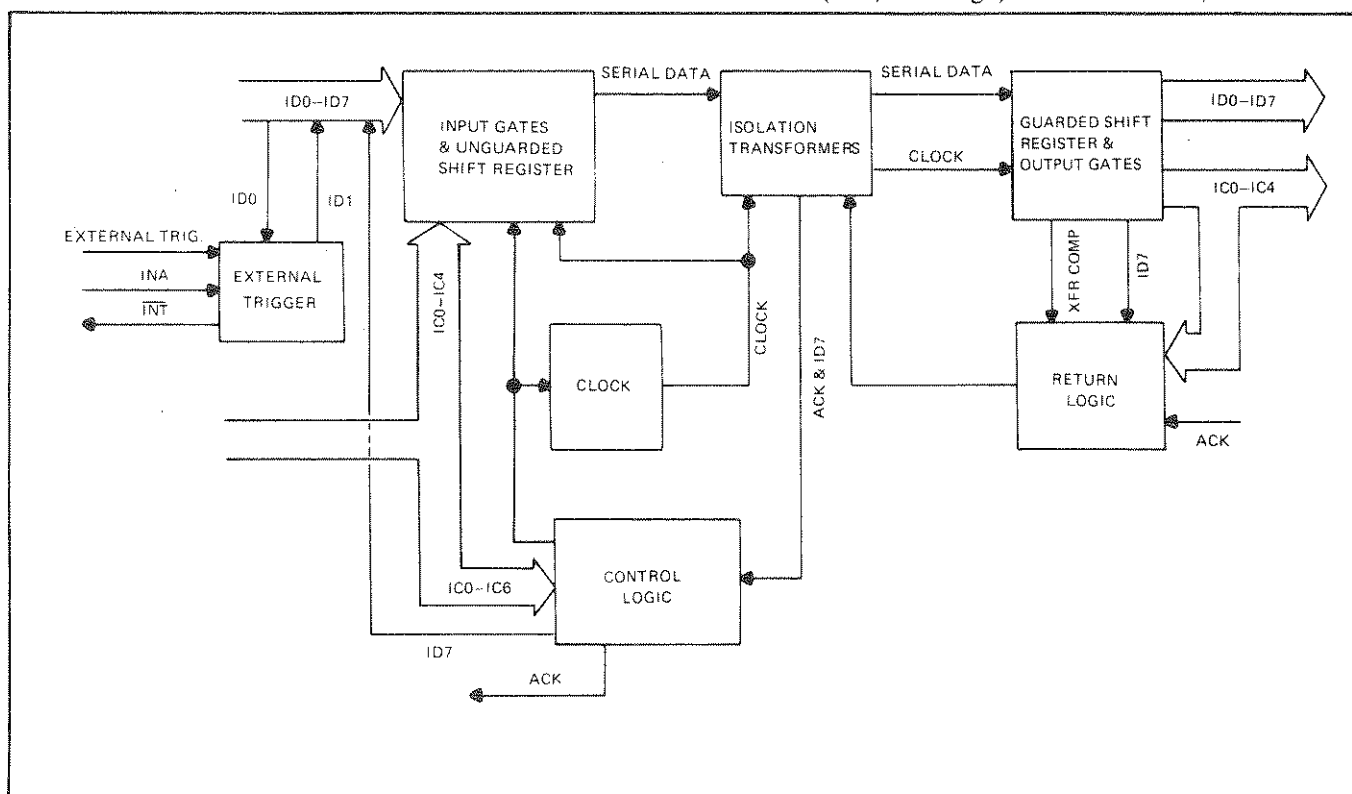 SERIAL DATA
SERIAL DATA
ID0–ID7
INPUT GATES
& UNGUARDED
SHIFT REGISTER
ISOLATION
TRANSFORMERS
GUARDED SHIFT
REGISTER &
OUTPUT GATES
ID0–ID7
CLOCK
IC0–IC4
ID0
ID1
EXTERNAL TRIG.
INA
INT
EXTERNAL
TRIGGER
IC0–IC4
CLOCK
CLOCK
ACK & ID7
XFR COMP
ID7
RETURN
LOGIC
ACK
IC0–IC6
CONTROL
LOGIC
ID7
ACK